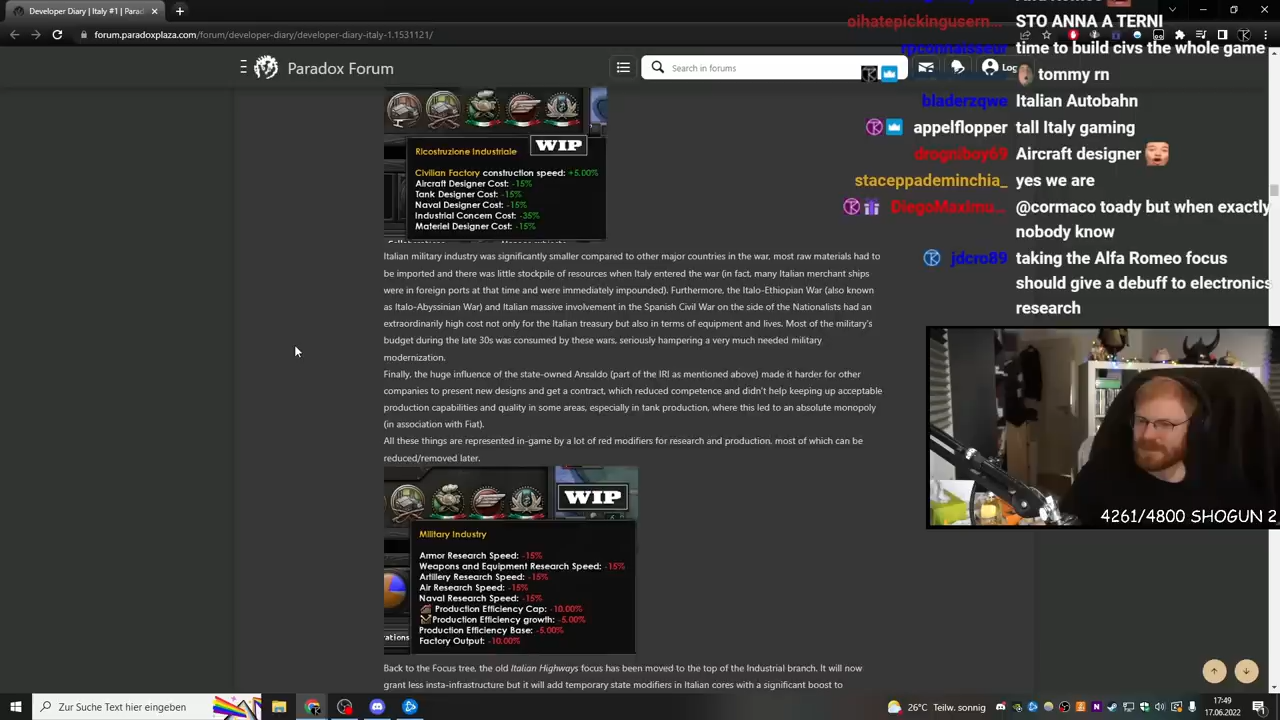 Developer Diary | Italy #1 | Parad
forum.paradoxplaza.com/forum/developer-diary/developer-diary-italy-1.1531121/
Paradox Forum
Search in forums
Log
WIP
Ricostruzione Industriale
Civilian Factory construction speed: +5.00%
Aircraft Designer Cost: -15%
Tank Designer Cost: -15%
Naval Designer Cost: -15%
Industrial Concern Cost: -35%
Materiel Designer Cost: -15%
Italian military industry was significantly smaller compared to other major countries in the war, most raw materials had to
be imported and there was little stockpile of resources when Italy entered the war (in fact, many Italian merchant ships
were in foreign ports at that time and were immediately impounded). Furthermore, the Italo-Ethiopian War (also known
as Italo-Abyssinian War) and Italian massive involvement in the Spanish Civil War on the side of the Nationalists had an
extraordinarily high cost not only for the Italian treasury but also in terms of equipment and lives. Most of the military's
budget during the late 30s was consumed by these wars, seriously hampering a very much needed military
modernization.
Finally, the huge influence of the state-owned Ansaldo (part of the IRI as mentioned above) made it harder for other
companies to present new designs and get a contract, which reduced competence and didn't help keeping up acceptable
production capabilities and quality in some areas, especially in tank production, where this led to an absolute monopoly
(in association with Fiat).
All these things are represented in-game by a lot of red modifiers for research and production, most of which can be
reduced/removed later.
WIP
Military Industry
Armor Research Speed: -15%
Weapons and Equipment Research Speed: -15%
Artillery Research Speed: -15%
Air Research Speed: -15%
Naval Research Speed: -15%
Production Efficiency Cap: -10.00%
Production Efficiency growth: -5.00%
Production Efficiency Base: -5.00%
Factory Output: -10.00%
Back to the Focus tree, the old Italian Highways focus has been moved to the top of the Industrial branch. It will now
grant less insta-infrastructure but it will add temporary state modifiers in Italian cores with a significant boost to
oihatepickingusern... STO ANNA A TERNI
rpconnaisseur time to build civs the whole game
tommy rn
bladerzqwe Italian Autobahn
appelflopper tall Italy gaming
drogniboy69 Aircraft designer
staceppademinchia_ yes we are
DiegoMaximu... @cormaco toady but when exactly
nobody know
jdcro89 taking the Alfa Romeo focus
should give a debuff to electronics
research
4261/4800 SHOGUN 2
Zur Suche Text hier eingeben
26°C Teilw. sonnig
17:49
17.06.2022